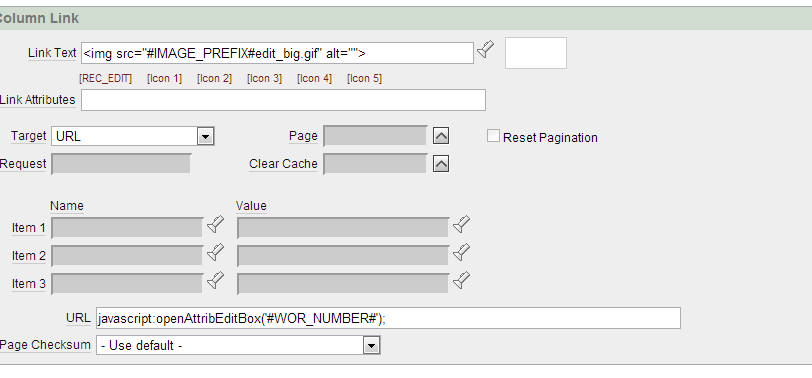 Column Link
Link Text <img src="#IMAGE_PREFIX#edit_big.gif" alt="">
[REC_EDIT] [Icon 1] [Icon 2] [Icon 3] [Icon 4] [Icon 5]
Link Attributes
Target URL Page Reset Pagination
Request Clear Cache
Name Value
Item 1
Item 2
Item 3
URL javascript:openAttribEditBox('#WOR_NUMBER#');
Page Checksum - Use default -